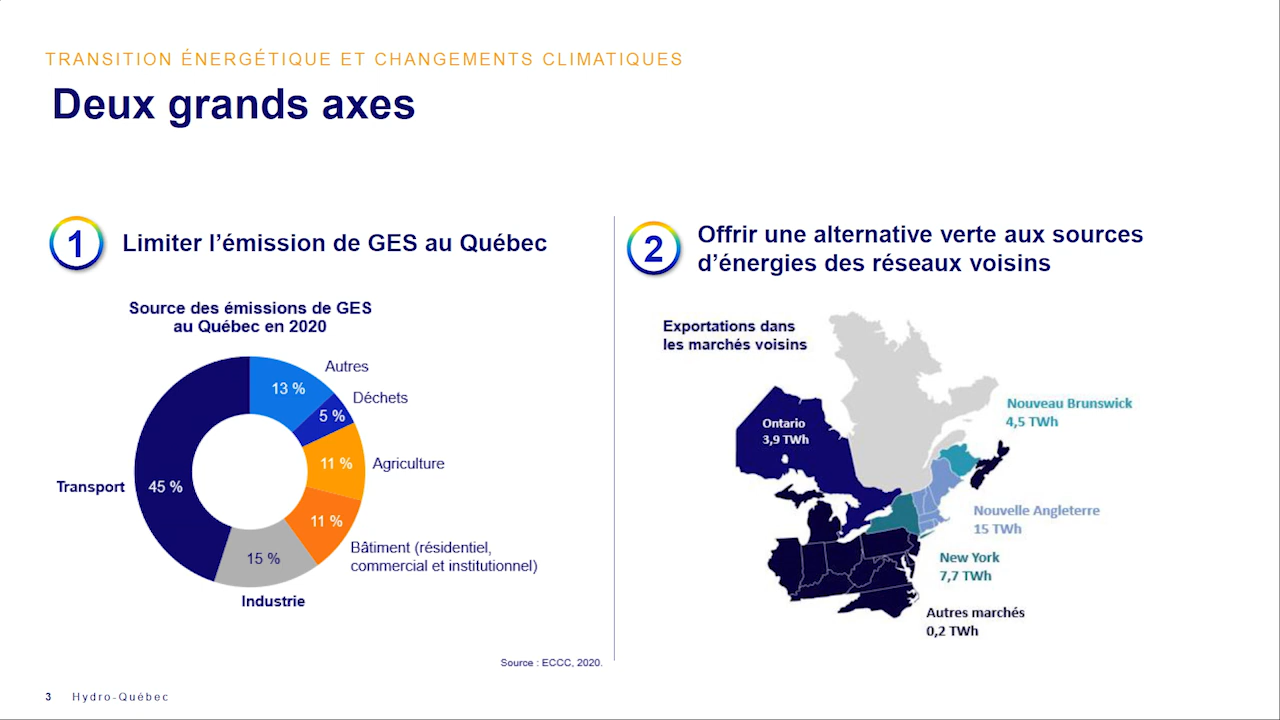 TRANSITION ÉNERGÉTIQUE ET CHANGEMENTS CLIMATIQUES
Deux grands axes
1
Limiter l’émission de GES au Québec
Source des émissions de GES
au Québec en 2020
Autres
13 %
Déchets
5 %
Agriculture
11 %
Transport
45 %
11 %
Bâtiment (résidentiel,
commercial et institutionnel)
15 %
Industrie
Source : ECCC, 2020.
2
Offrir une alternative verte aux sources
d’énergies des réseaux voisins
Exportations dans
les marchés voisins
Nouveau Brunswick
4,5 TWh
Ontario
3,9 TWh
Nouvelle Angleterre
15 TWh
New York
7,7 TWh
Autres marchés
0,2 TWh
3 Hydro-Québec